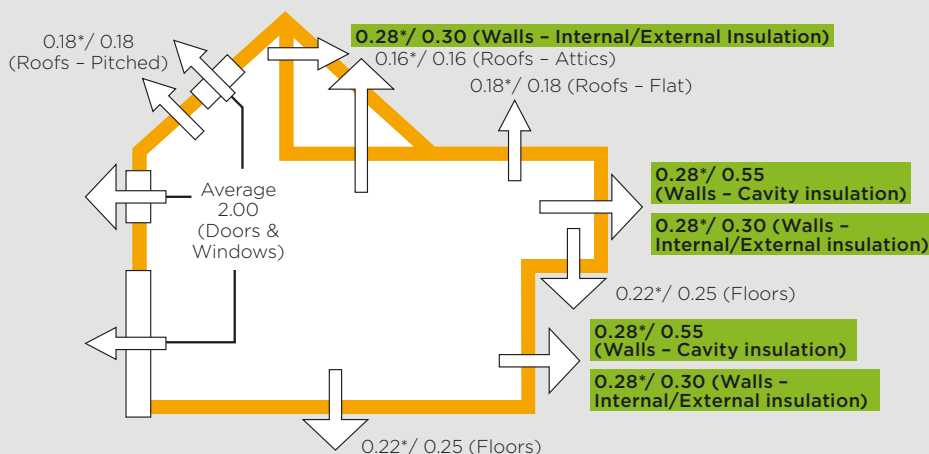 0.18*/ 0.18
(Roofs – Pitched)
0.28*/ 0.30 (Walls – Internal/External Insulation)
0.16*/ 0.16 (Roofs – Attics)
0.18*/ 0.18 (Roofs – Flat)
Average
2.00
(Doors &
Windows)
0.28*/ 0.55
(Walls – Cavity insulation)
0.28*/ 0.30 (Walls –
Internal/External insulation)
0.22*/ 0.25 (Floors)
0.28*/ 0.55
(Walls – Cavity insulation)
0.28*/ 0.30 (Walls –
Internal/External insulation)
0.22*/ 0.25 (Floors)